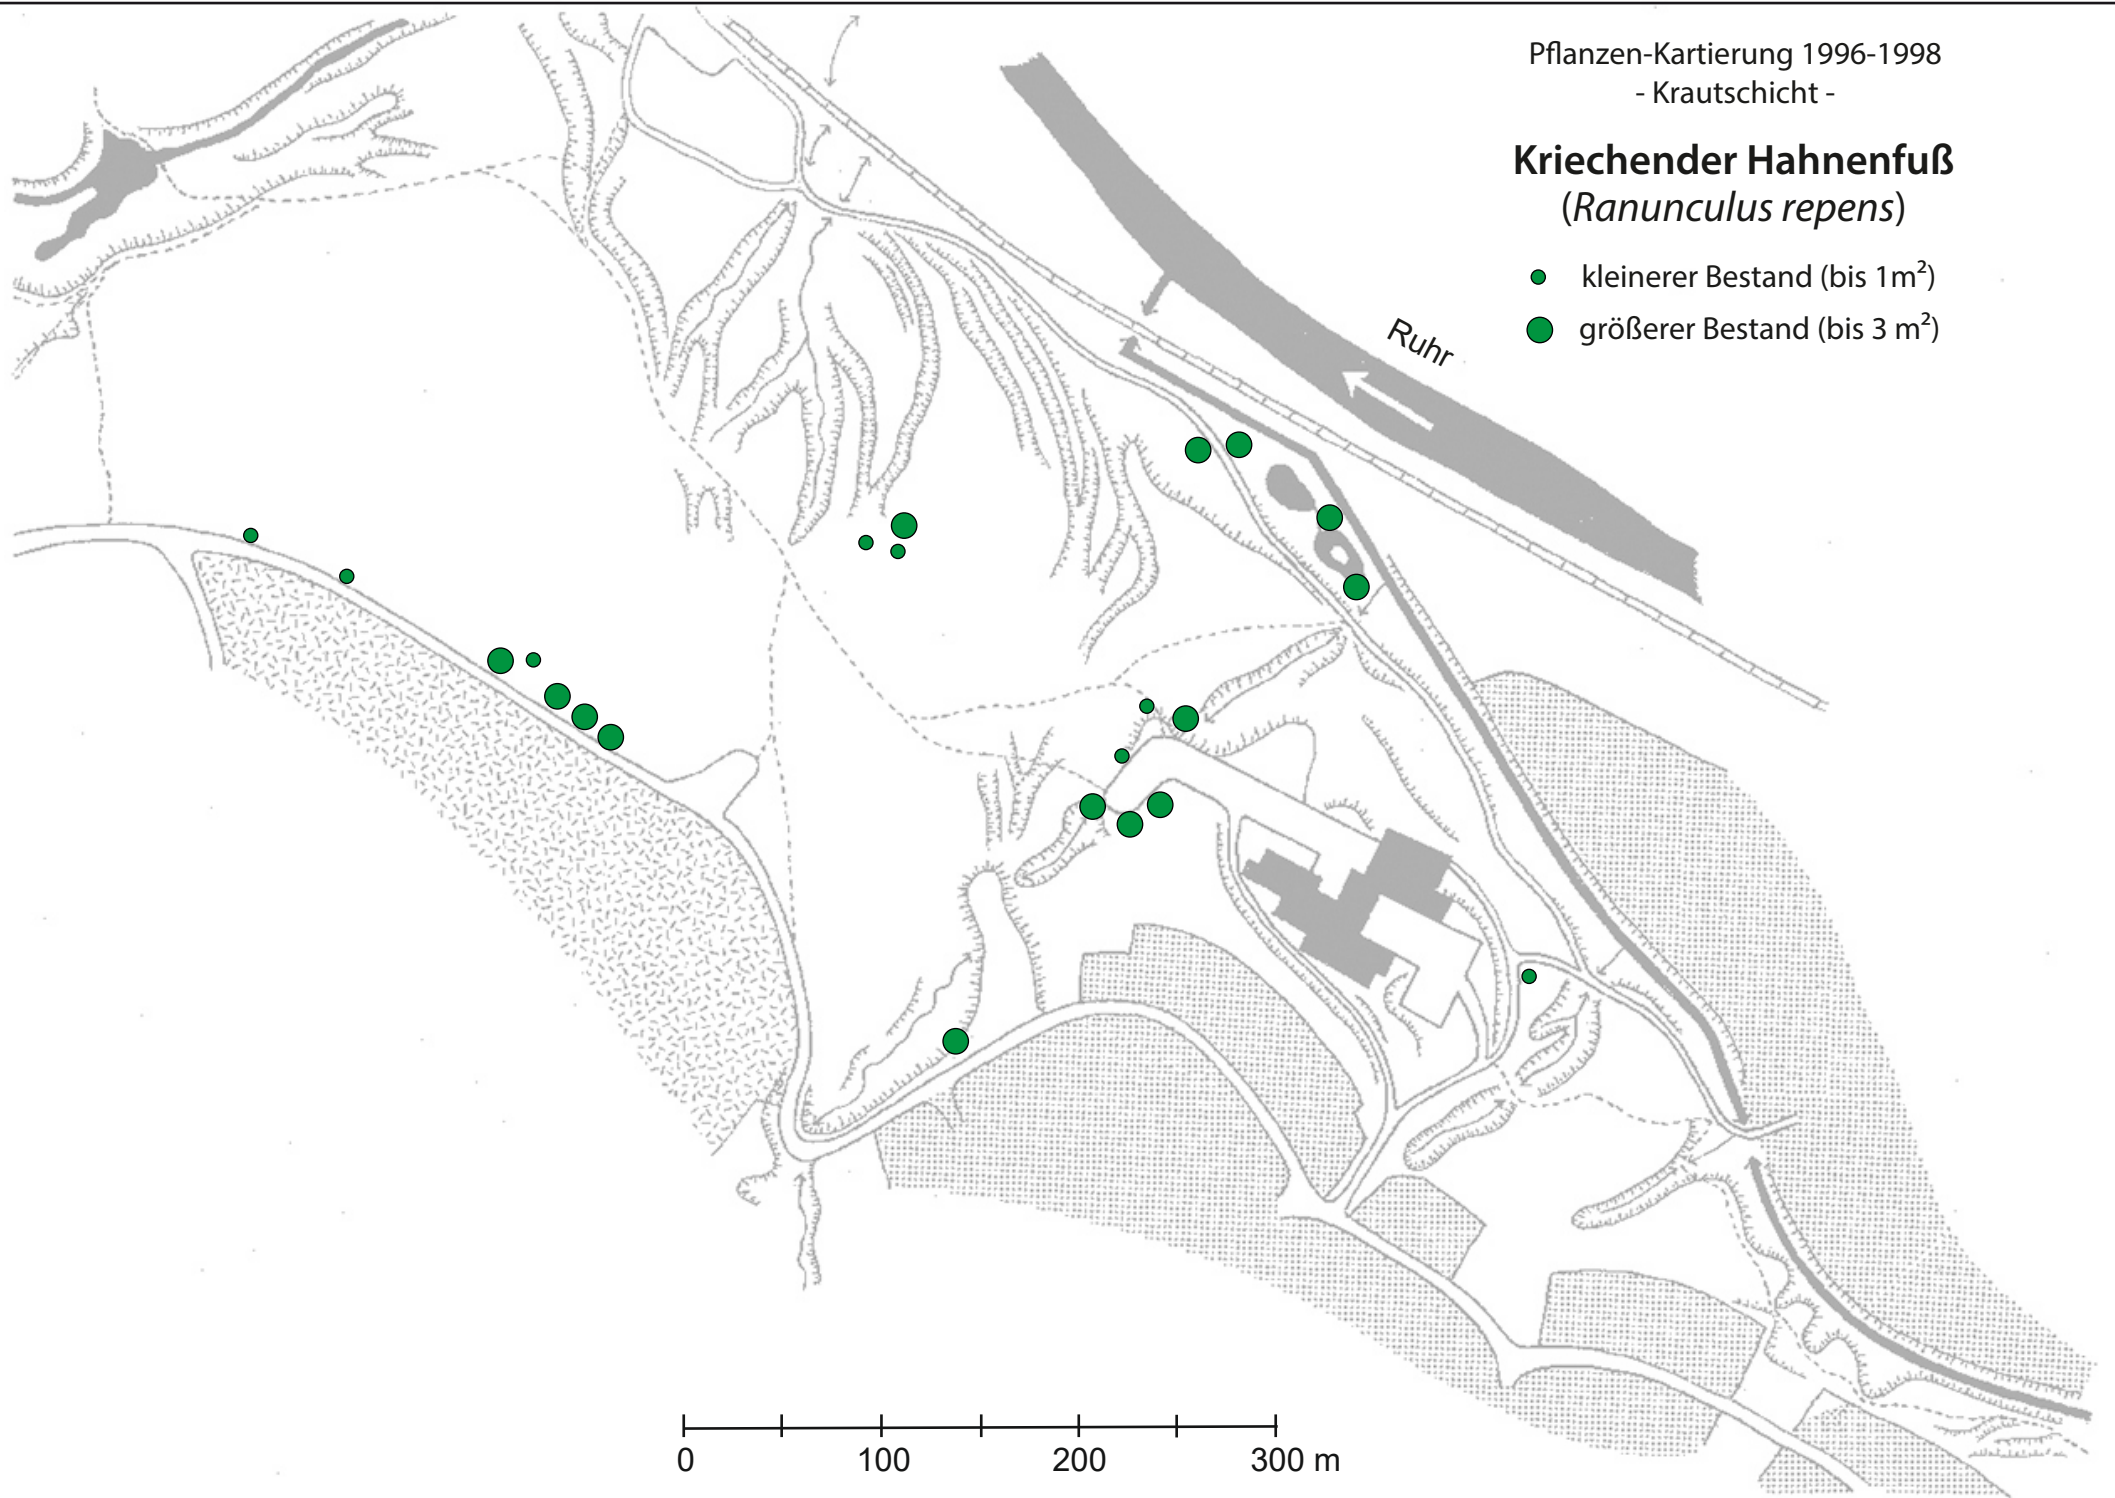 Pflanzen-Kartierung 1996-1998
- Krautschicht -
Kriechender Hahnenfuß
(Ranunculus repens)
kleinerer Bestand (bis 1m²)
größerer Bestand (bis 3 m²)
Ruhr
0 100 200 300 m